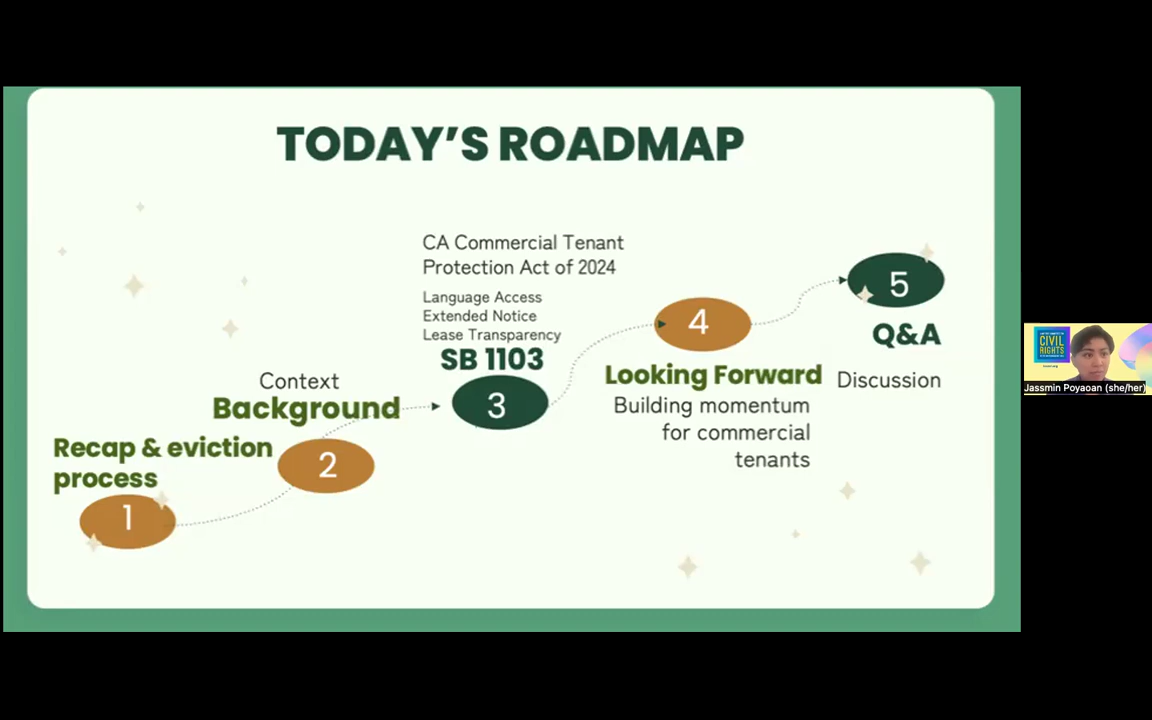 TODAY'S ROADMAP
Recap & eviction
process
1
Context
Background
2
CA Commercial Tenant
Protection Act of 2024
Language Access
Extended Notice
Lease Transparency
SB 1103
3
4
Looking Forward
Building momentum
for commercial
tenants
5
Q&A
Discussion
CIVIL
RIGHTS
Jassmin Poyaoan (she/her)